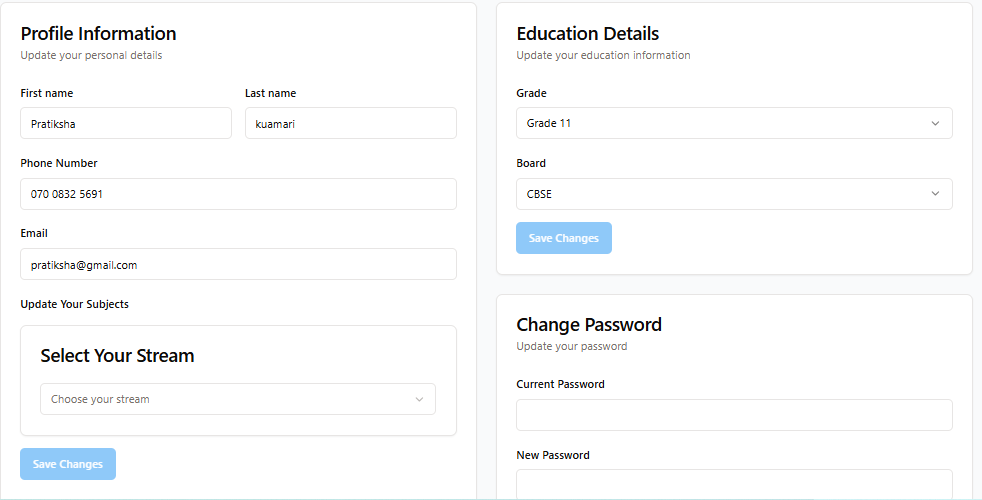 Profile Information
Update your personal details
First name
Last name
Pratiksha
kuamari
Phone Number
070 0832 5691
Email
pratiksha@gmail.com
Update Your Subjects
Select Your Stream
Choose your stream
Save Changes
Education Details
Update your education information
Grade
Grade 11
Board
CBSE
Save Changes
Change Password
Update your password
Current Password
New Password